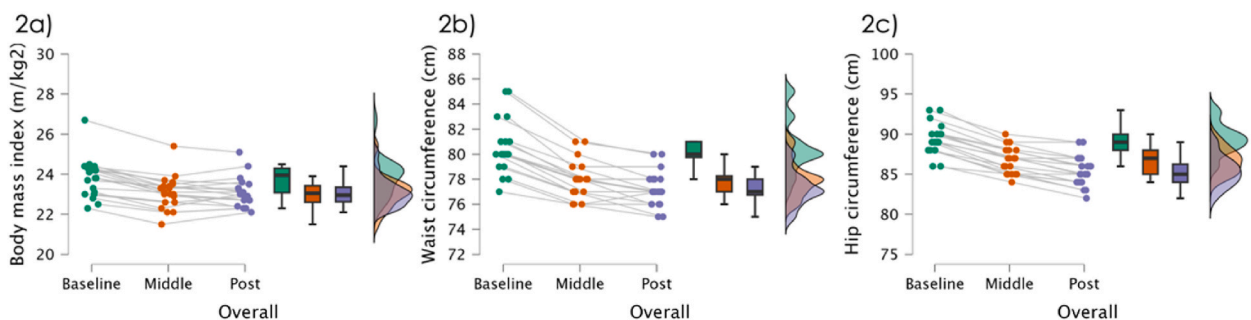 2a)
Body mass index (m/kg2)
30
28
26
24
22
20
Baseline Middle Post
Overall
2b)
Waist circumference (cm)
88
86
84
82
80
78
76
74
72
Baseline Middle Post
Overall
2c)
Hip circumference (cm)
100
95
90
85
80
75
Baseline Middle Post
Overall